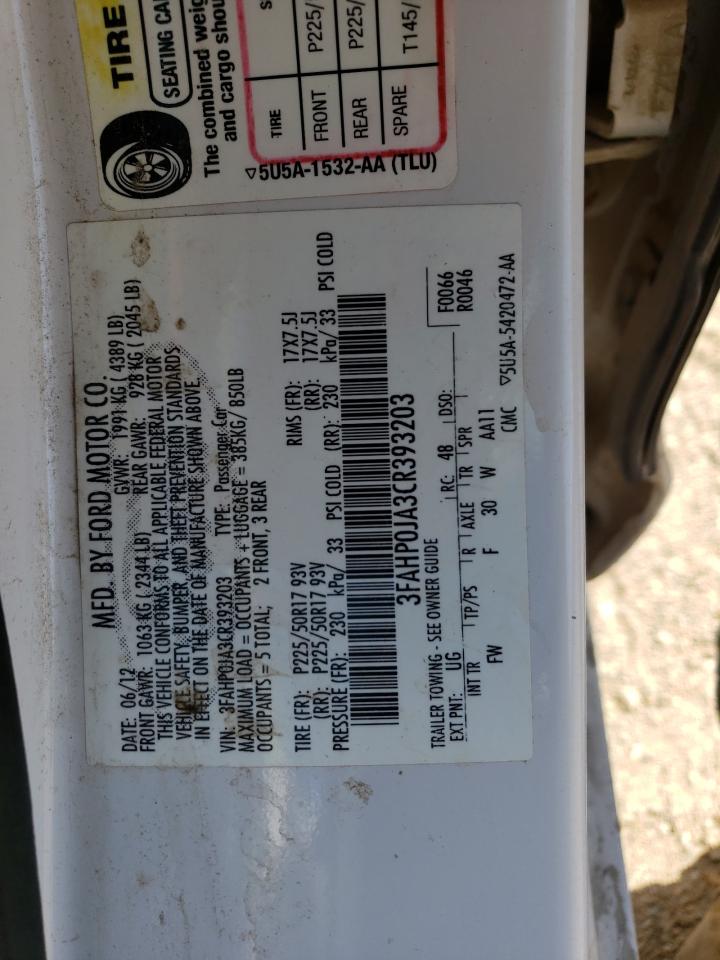 TIRE
SEATING CA
The combined weig
and cargo shou
TIRE S
FRONT P225/
REAR P225/
SPARE T145/
5U5A-1532-AA (TLU)
MFD. BY FORD MOTOR CO.
DATE: 06/12 GVWR: 1991 KG ( 4389 LB)
FRONT GAWR: 1063 KG ( 2344 LB) REAR GAWR: 928 KG ( 2045 LB)
THIS VEHICLE CONFORMS TO ALL APPLICABLE FEDERAL MOTOR
VEHICLE SAFETY, BUMPER, AND THEFT PREVENTION STANDARDS
IN EFFECT ON THE DATE OF MANUFACTURE SHOWN ABOVE.
VIN: 3FAHP0JA3CR393203 TYPE: Passenger Car
MAXIMUM LOAD = OCCUPANTS + LUGGAGE = 385KG/ 850LB
OCCUPANTS = 5 TOTAL; 2 FRONT, 3 REAR
TIRE (FR): P225/50R17 93V RIMS (FR): 17X7.5J
(RR): P225/50R17 93V (RR): 17X7.5J
PRESSURE (FR): 230 kPa/ 33 PSI COLD (RR): 230 kPa/ 33 PSI COLD
3FAHP0JA3CR393203
TRAILER TOWING - SEE OWNER GUIDE F0066
R0046
EXT PNT: UG RC: 48 DSO:
INT TR TP/PS R AXLE TR SPR
FW F 30 W AA11
CMC 5U5A-5420472-AA